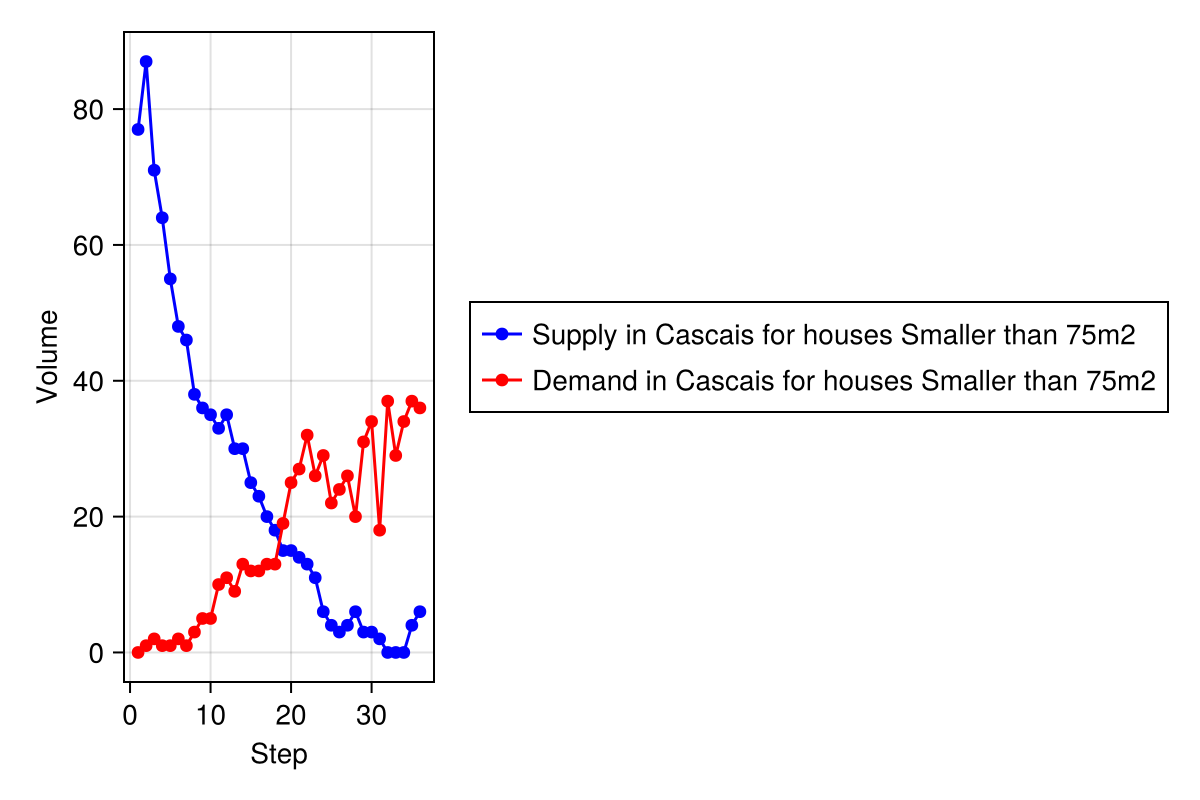 80
60
40
20
0
Volume
0 10 20 30
Step
Supply in Cascais for houses Smaller than 75m2
Demand in Cascais for houses Smaller than 75m2